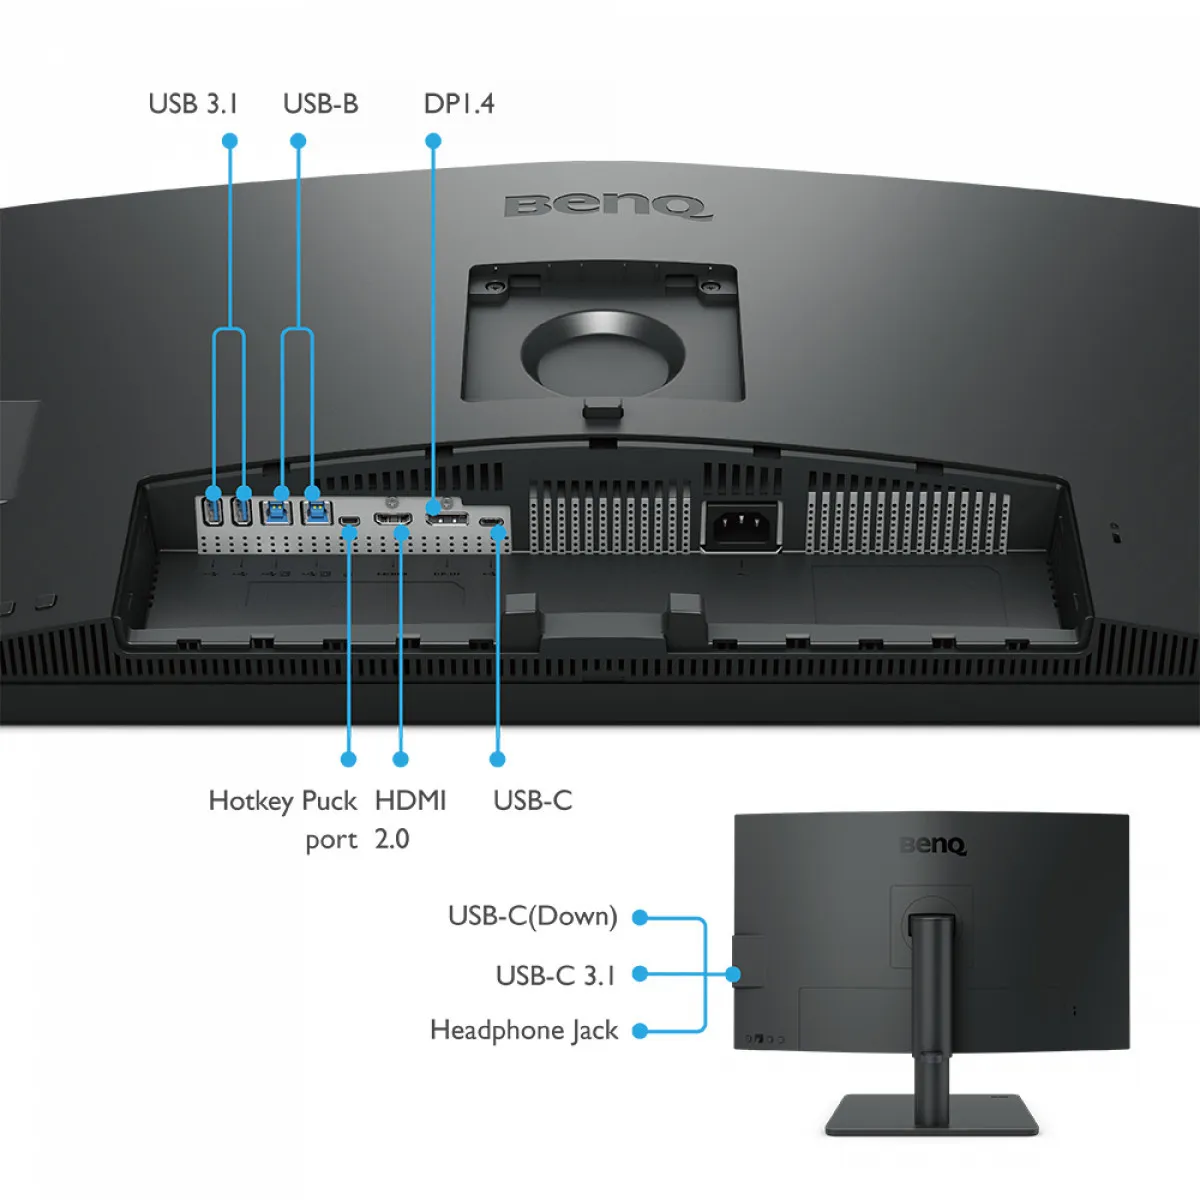 USB 3.1 USB-B DP1.4
BenQ
Hotkey Puck port
HDMI 2.0
USB-C
BenQ
USB-C(Down)
USB-C 3.1
Headphone Jack